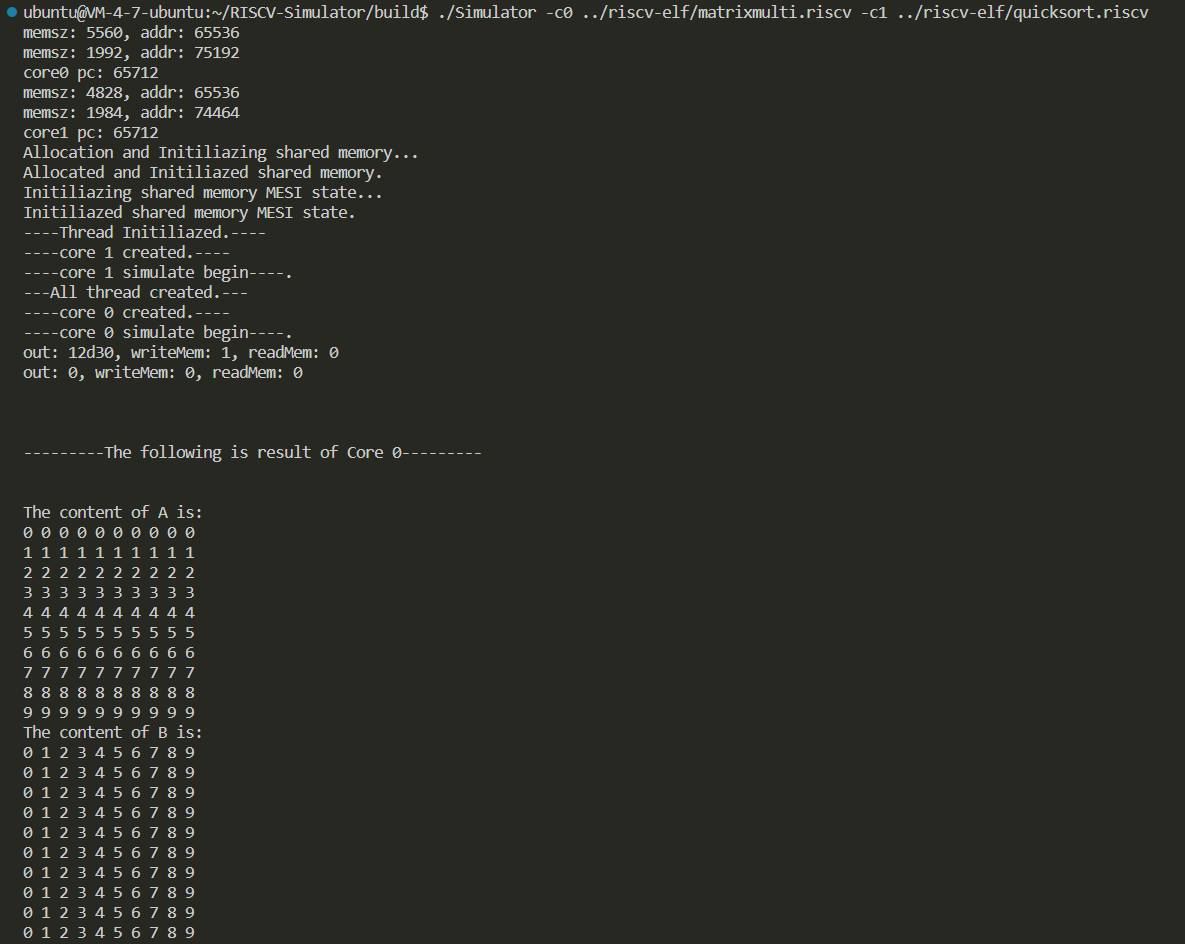 ubuntu@VM-4-7-ubuntu:~/RISCV-Simulator/build$ ./Simulator -c0 ../riscv-elf/matrixmulti.riscv -c1 ../riscv-elf/quicksort.riscv
memsz: 5560, addr: 65536
memsz: 1992, addr: 75192
core0 pc: 65712
memsz: 4828, addr: 65536
memsz: 1984, addr: 74464
core1 pc: 65712
Allocation and Initiliazing shared memory...
Allocated and Initiliazed shared memory.
Initiliazing shared memory MESI state...
Initiliazed shared memory MESI state.
----Thread Initiliazed.----
----core 1 created.----
----core 1 simulate begin----.
---All thread created.---
----core 0 created.----
----core 0 simulate begin----.
out: 12d30, writeMem: 1, readMem: 0
out: 0, writeMem: 0, readMem: 0
---------The following is result of Core 0---------
The content of A is:
0 0 0 0 0 0 0 0 0 0
1 1 1 1 1 1 1 1 1 1
2 2 2 2 2 2 2 2 2 2
3 3 3 3 3 3 3 3 3 3
4 4 4 4 4 4 4 4 4 4
5 5 5 5 5 5 5 5 5 5
6 6 6 6 6 6 6 6 6 6
7 7 7 7 7 7 7 7 7 7
8 8 8 8 8 8 8 8 8 8
9 9 9 9 9 9 9 9 9 9
The content of B is:
0 1 2 3 4 5 6 7 8 9
0 1 2 3 4 5 6 7 8 9
0 1 2 3 4 5 6 7 8 9
0 1 2 3 4 5 6 7 8 9
0 1 2 3 4 5 6 7 8 9
0 1 2 3 4 5 6 7 8 9
0 1 2 3 4 5 6 7 8 9
0 1 2 3 4 5 6 7 8 9
0 1 2 3 4 5 6 7 8 9
0 1 2 3 4 5 6 7 8 9